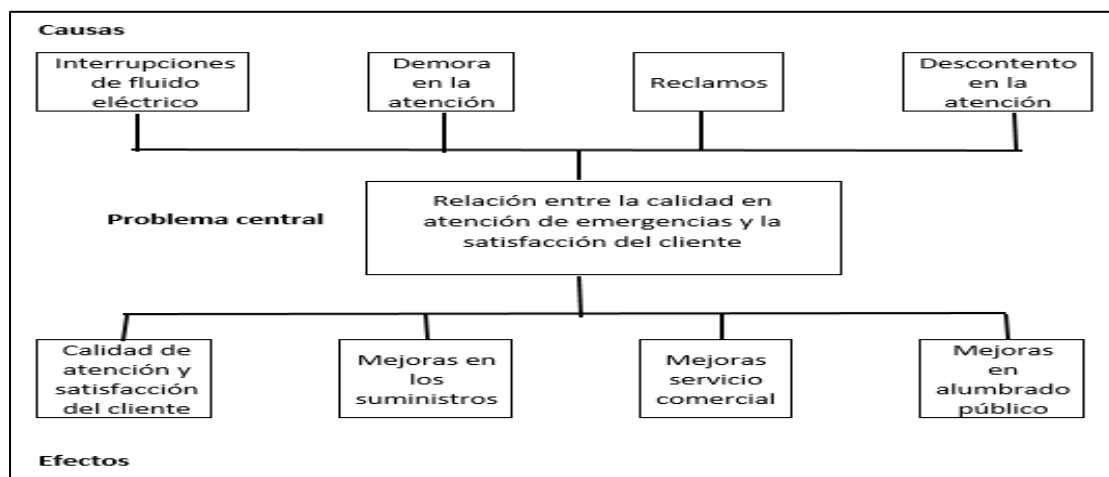 Causas
Interrupciones
de fluido
eléctrico
Demora
en la
atención
Reclamos
Descontento
en la
atención
Problema central
Relación entre la calidad en
atención de emergencias y la
satisfacción del cliente
Calidad de
atención y
satisfacción
del cliente
Mejoras en
los
suministros
Mejoras
servicio
comercial
Mejoras
en
alumbrado
público
Efectos